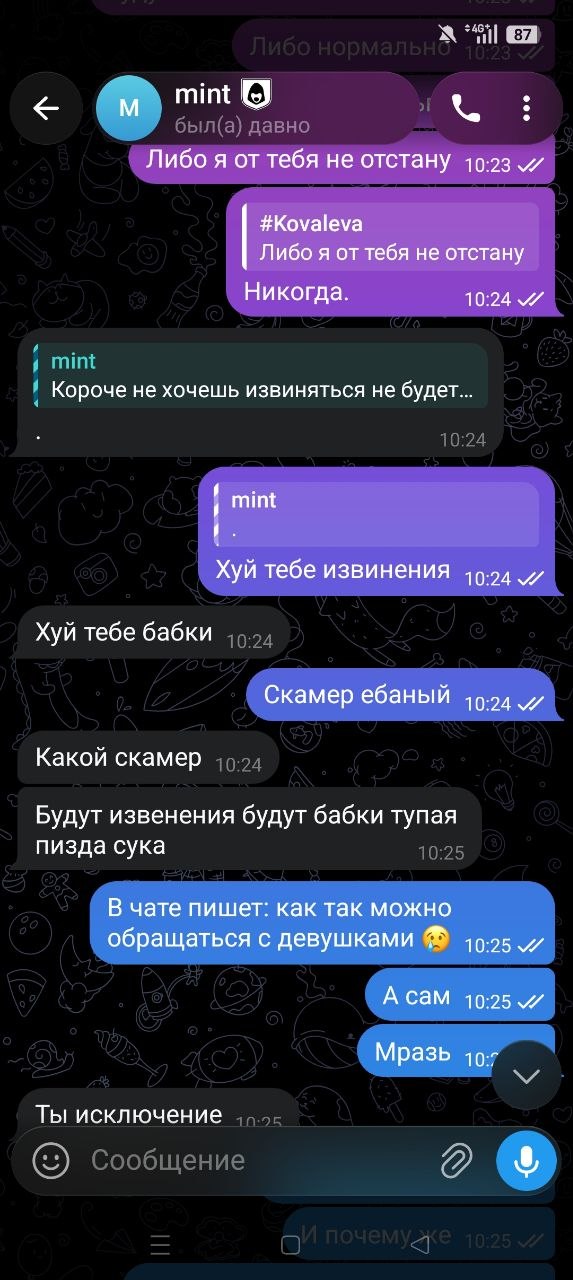 Либо нормально 10:23
4G+ 87
M
mint
был(а) давно
Либо я от тебя не отстану 10:23
#Kovaleva
Либо я от тебя не отстану
Никогда. 10:24
mint
Короче не хочешь извиняться не будет...
. 10:24
mint
.
Хуй тебе извинения 10:24
Хуй тебе бабки 10:24
Скамер ебаный 10:24
Какой скамер 10:24
Будут извенения будут бабки тупая
пизда сука 10:25
В чате пишет: как так можно
обращаться с девушками 😢 10:25
А сам 10:25
Мразь
Ты исключение 10:25
Сообщение
И почему же 10:25